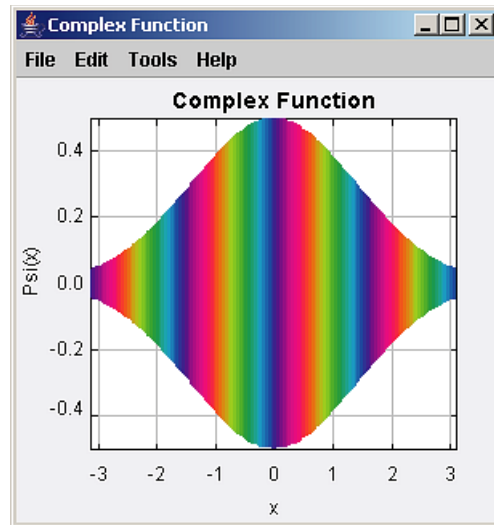 Complex Function
File Edit Tools Help
Complex Function
0.4
0.2
0.0
-0.2
-0.4
Psi(x)
-3 -2 -1 0 1 2 3
x